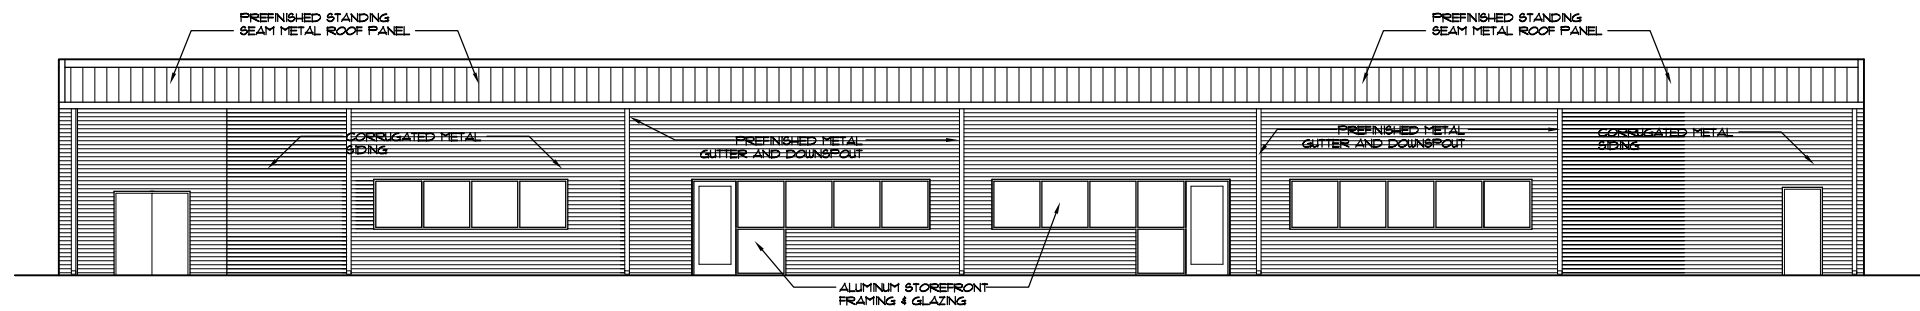 PREFINISHED STANDING
SEAM METAL ROOF PANEL
PREFINISHED STANDING
SEAM METAL ROOF PANEL
CORRUGATED METAL
SIDING
PREFINISHED METAL
GUTTER AND DOWNSPOUT
PREFINISHED METAL
GUTTER AND DOWNSPOUT
CORRUGATED METAL
SIDING
ALUMINUM STOREFRONT
FRAMING & GLAZING